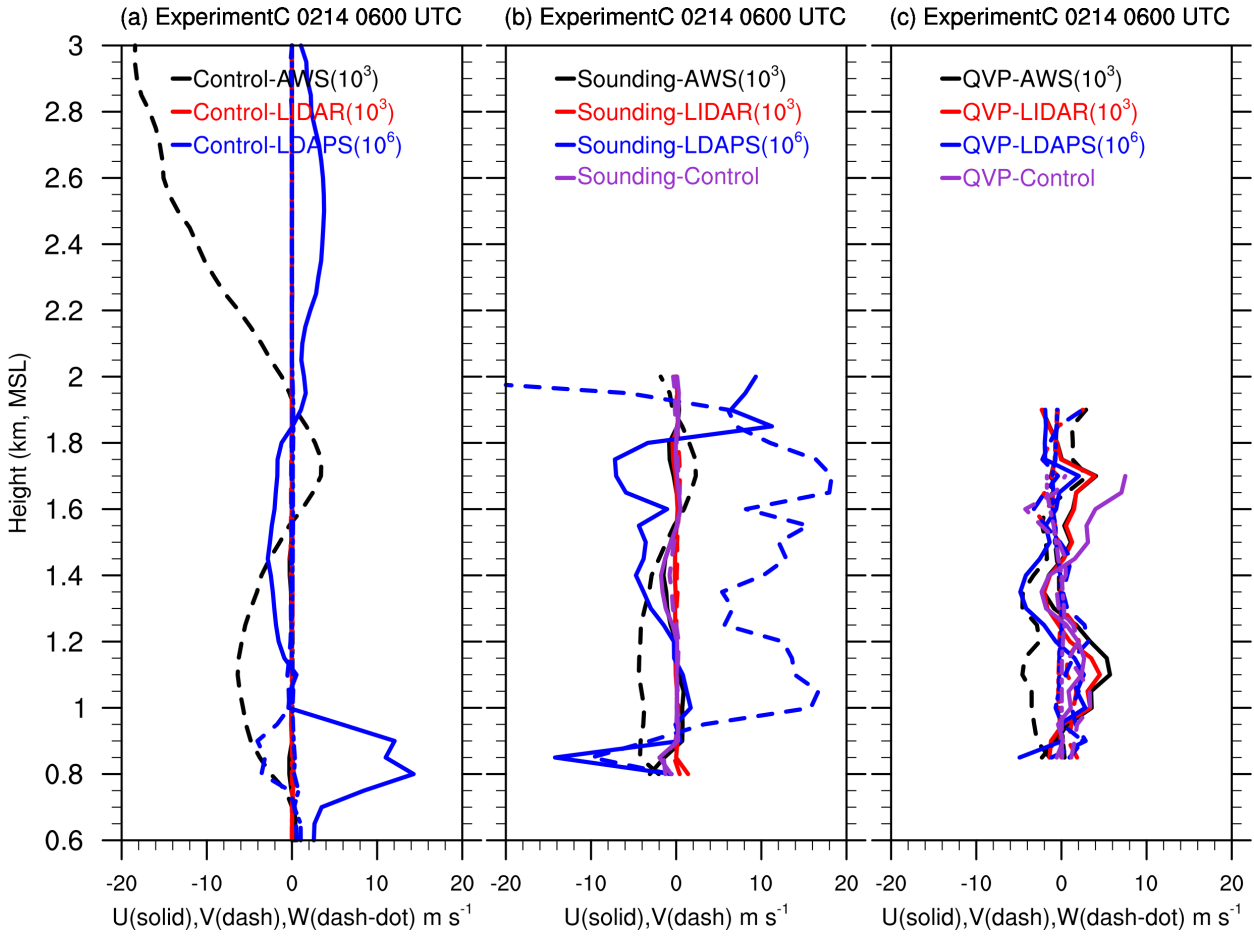 (a) ExperimentC 0214 0600 UTC
(b) ExperimentC 0214 0600 UTC
(c) ExperimentC 0214 0600 UTC
Control-AWS(10³)
Control-LIDAR(10³)
Control-LDAPS(10⁶)
Sounding-AWS(10³)
Sounding-LIDAR(10³)
Sounding-LDAPS(10⁶)
Sounding-Control
QVP-AWS(10³)
QVP-LIDAR(10³)
QVP-LDAPS(10⁶)
QVP-Control
Height (km, MSL)
3
2.8
2.6
2.4
2.2
2
1.8
1.6
1.4
1.2
1
0.8
0.6
-20 -10 0 10 20
-20 -10 0 10 20
-20 -10 0 10 20
U(solid),V(dash),W(dash-dot) m s⁻¹
U(solid),V(dash) m s⁻¹
U(solid),V(dash),W(dash-dot) m s⁻¹